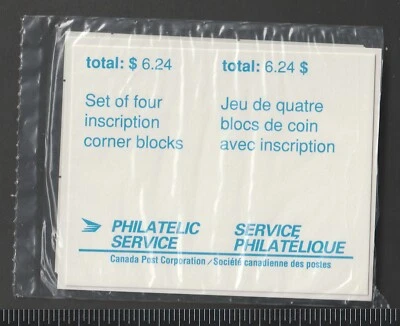 total: $ 6.24
Set of four
inscription
corner blocks
total: 6.24 $
Jeu de quatre
blocs de coin
avec inscription
PHILATELIC
SERVICE
SERVICE
PHILATÉLIQUE
Canada Post Corporation / Société canadienne des postes